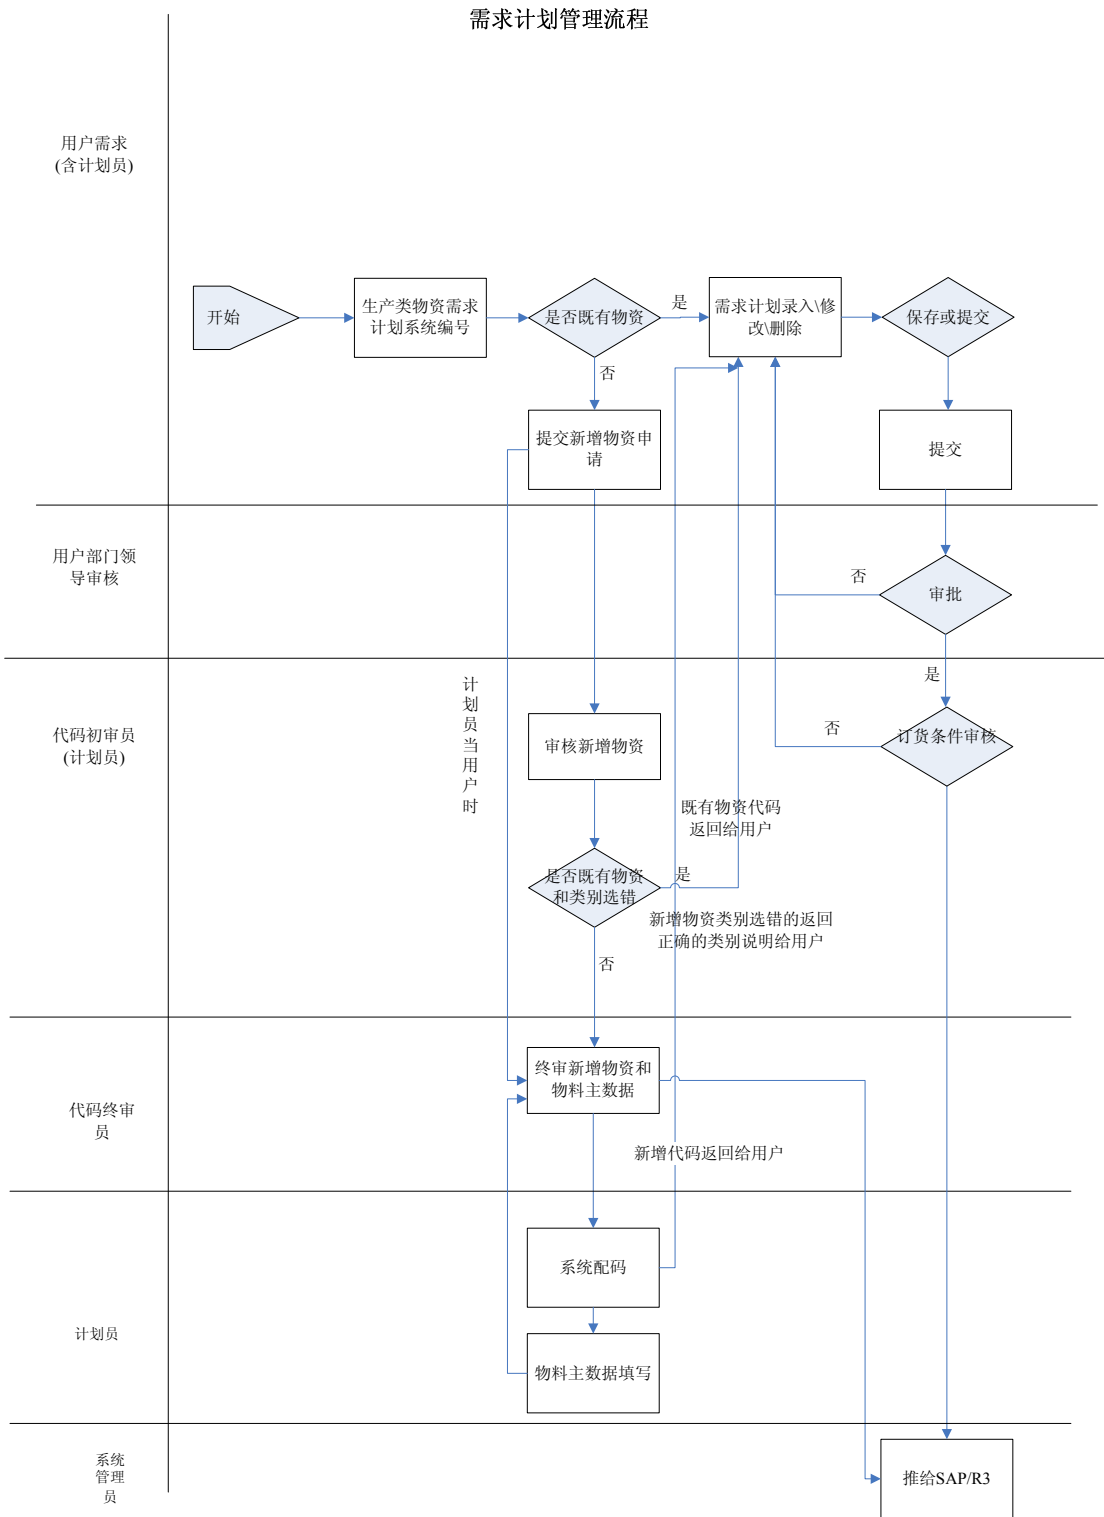 需求计划管理流程
用户需求
(含计划员)
开始
生产类物资需求
计划系统编号
是否既有物资
是
需求计划录入\修
改\删除
保存或提交
否
提交新增物资申
请
提交
用户部门领
导审核
否
审批
是
计划员当用户时
代码初审员
(计划员)
审核新增物资
否
订货条件审核
既有物资代码
返回给用户
是否既有物资
和类别选错
是
新增物资类别选错的返回
正确的类别说明给用户
否
终审新增物资和
物料主数据
代码终审
员
新增代码返回给用户
系统配码
计划员
物料主数据填写
系统
管理
员
推给SAP/R3